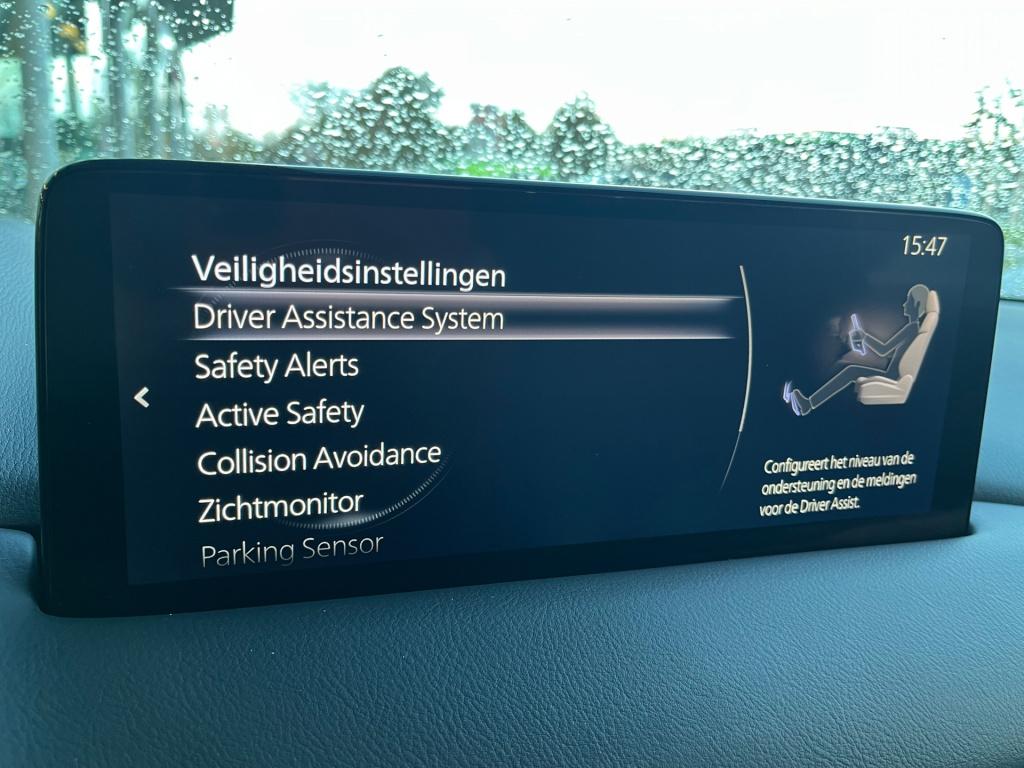 15:47
Veiligheidsinstellingen
Driver Assistance System
Safety Alerts
Active Safety
Collision Avoidance
Zichtmonitor
Parking Sensor
Configureert het niveau van de
ondersteuning en de meldingen
voor de Driver Assist.